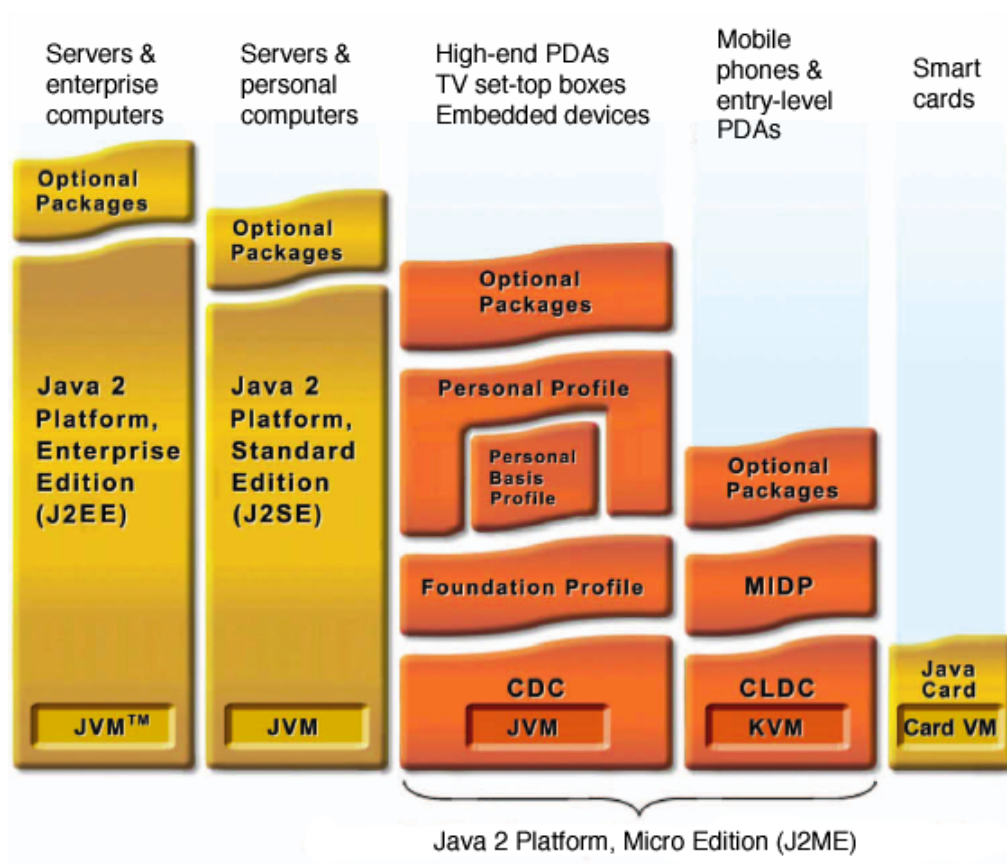 Servers &
enterprise
computers
Servers &
personal
computers
High-end PDAs
TV set-top boxes
Embedded devices
Mobile
phones &
entry-level
PDAs
Smart
cards
Optional
Packages
Java 2
Platform,
Enterprise
Edition
(J2EE)
JVM™
Optional
Packages
Java 2
Platform,
Standard
Edition
(J2SE)
JVM
Optional
Packages
Personal Profile
Personal
Basis
Profile
Foundation Profile
CDC
JVM
Optional
Packages
MIDP
CLDC
KVM
Java
Card
Card VM
Java 2 Platform, Micro Edition (J2ME)